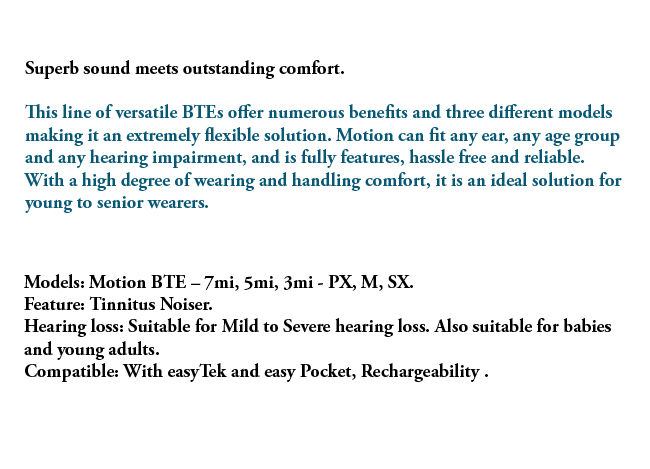 Superb sound meets outstanding comfort.
This line of versatile BTEs offer numerous benefits and three different models
making it an extremely flexible solution. Motion can fit any ear, any age group
and any hearing impairment, and is fully features, hassle free and reliable.
With a high degree of wearing and handling comfort, it is an ideal solution for
young to senior wearers.
Models: Motion BTE – 7mi, 5mi, 3mi - PX, M, SX.
Feature: Tinnitus Noiser.
Hearing loss: Suitable for Mild to Severe hearing loss. Also suitable for babies
and young adults.
Compatible: With easyTek and easy Pocket, Rechargeability .